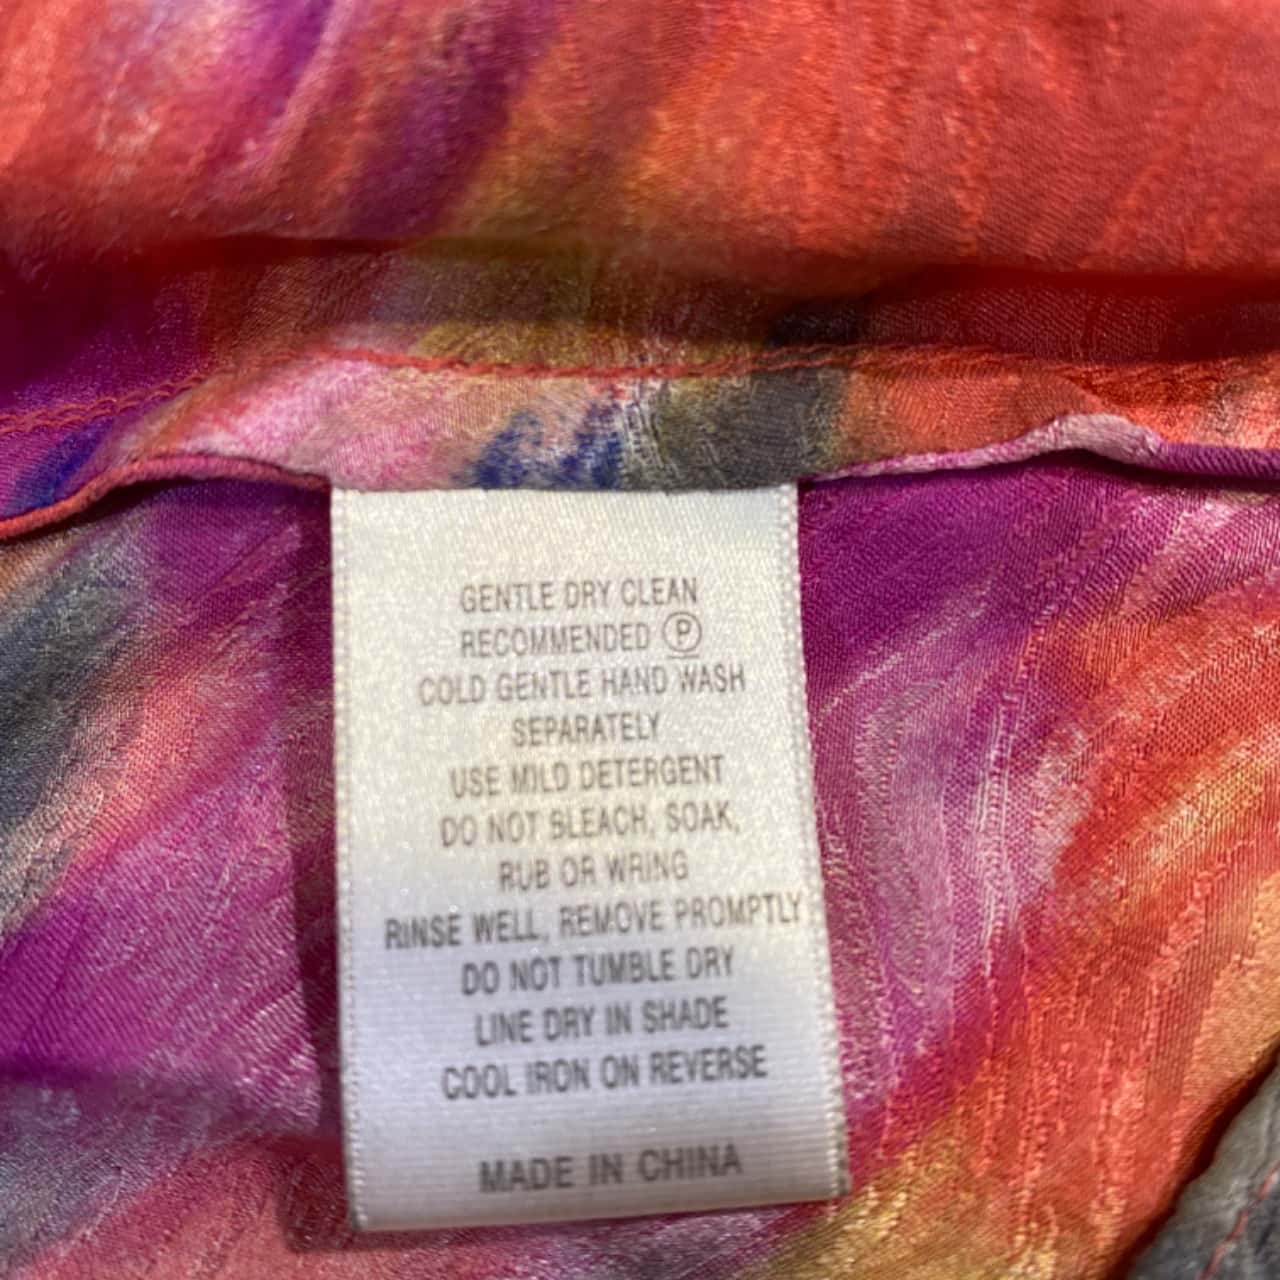 GENTLE DRY CLEAN
RECOMMENDED Ⓟ
COLD GENTLE HAND WASH
SEPARATELY
USE MILD DETERGENT
DO NOT BLEACH, SOAK,
RUB OR WRING
RINSE WELL, REMOVE PROMPTLY
DO NOT TUMBLE DRY
LINE DRY IN SHADE
COOL IRON ON REVERSE
MADE IN CHINA